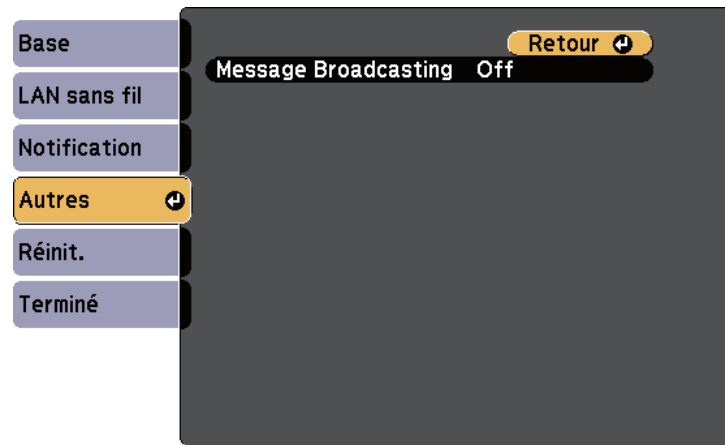 Base
LAN sans fil
Notification
Autres
Réinit.
Terminé
Retour
Message Broadcasting Off